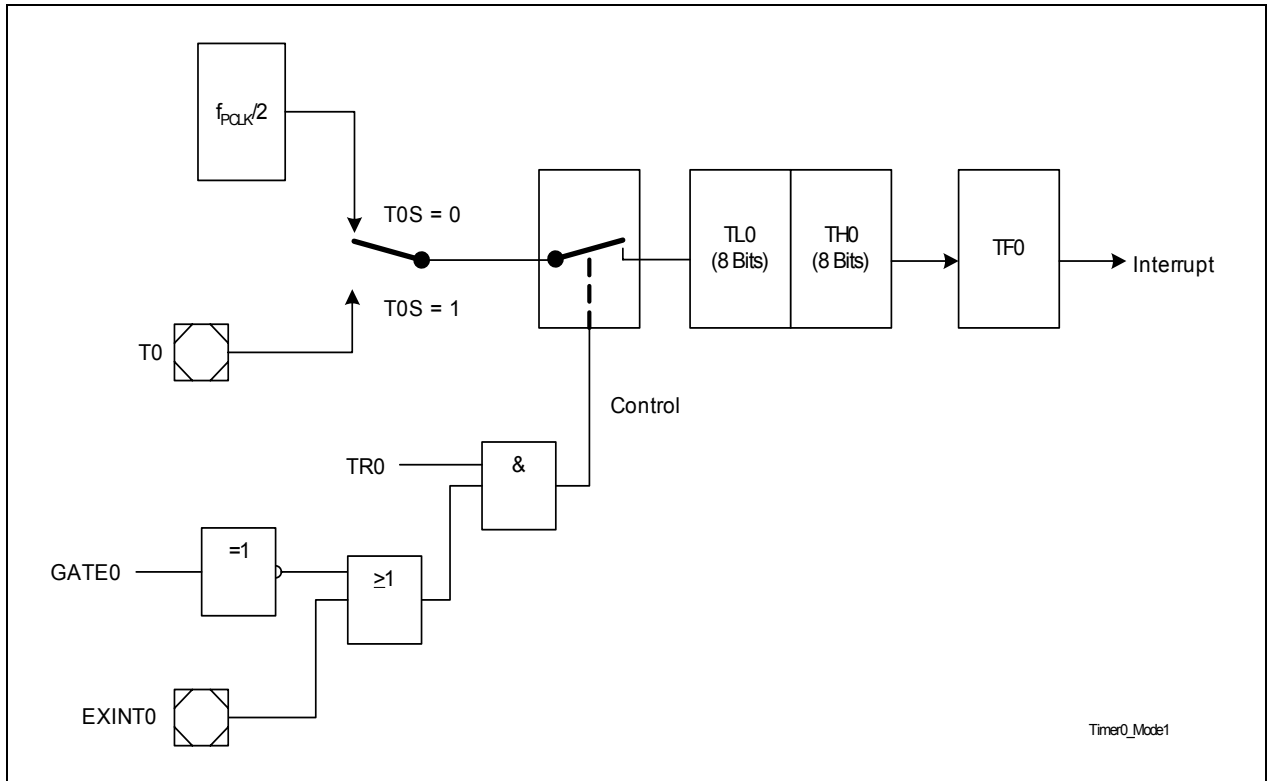 f_PCLK/2
T0S = 0
T0S = 1
T0
TL0
(8 Bits)
TH0
(8 Bits)
TF0
Interrupt
Control
TR0
&
=1
GATE0
≥1
EXINT0
Timer0_Mode1